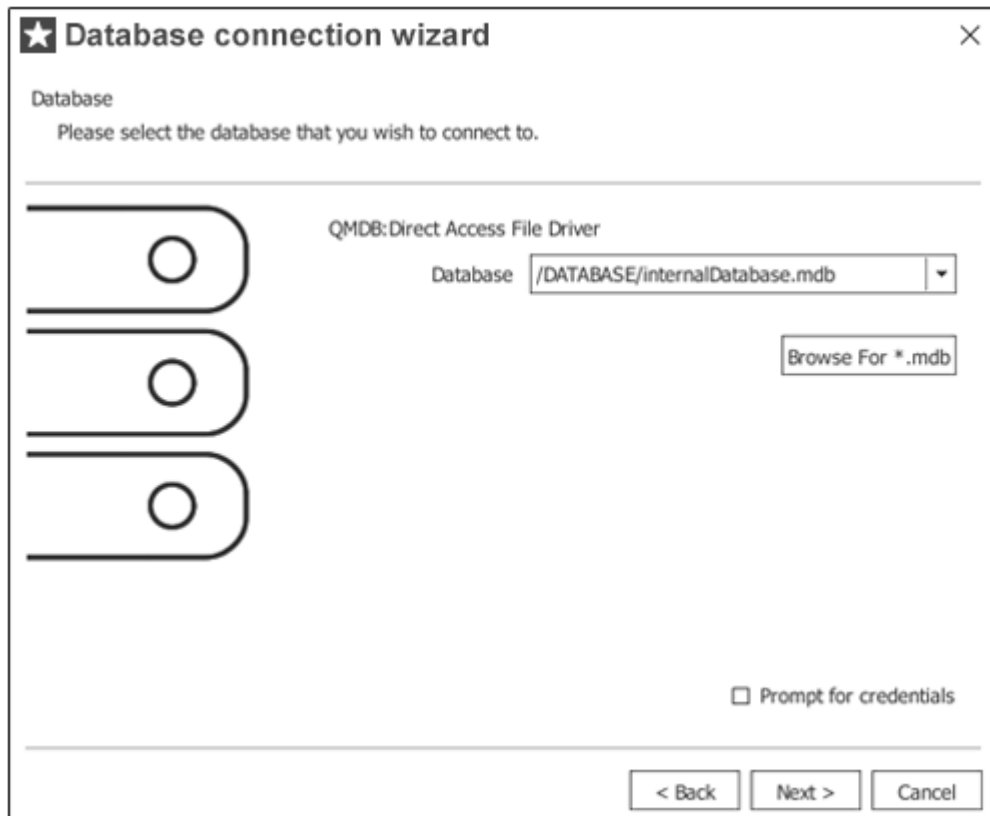 Database connection wizard
Database
Please select the database that you wish to connect to.
QMDB:Direct Access File Driver
Database /DATABASE/internalDatabase.mdb
Browse For *.mdb
Prompt for credentials
< Back Next > Cancel